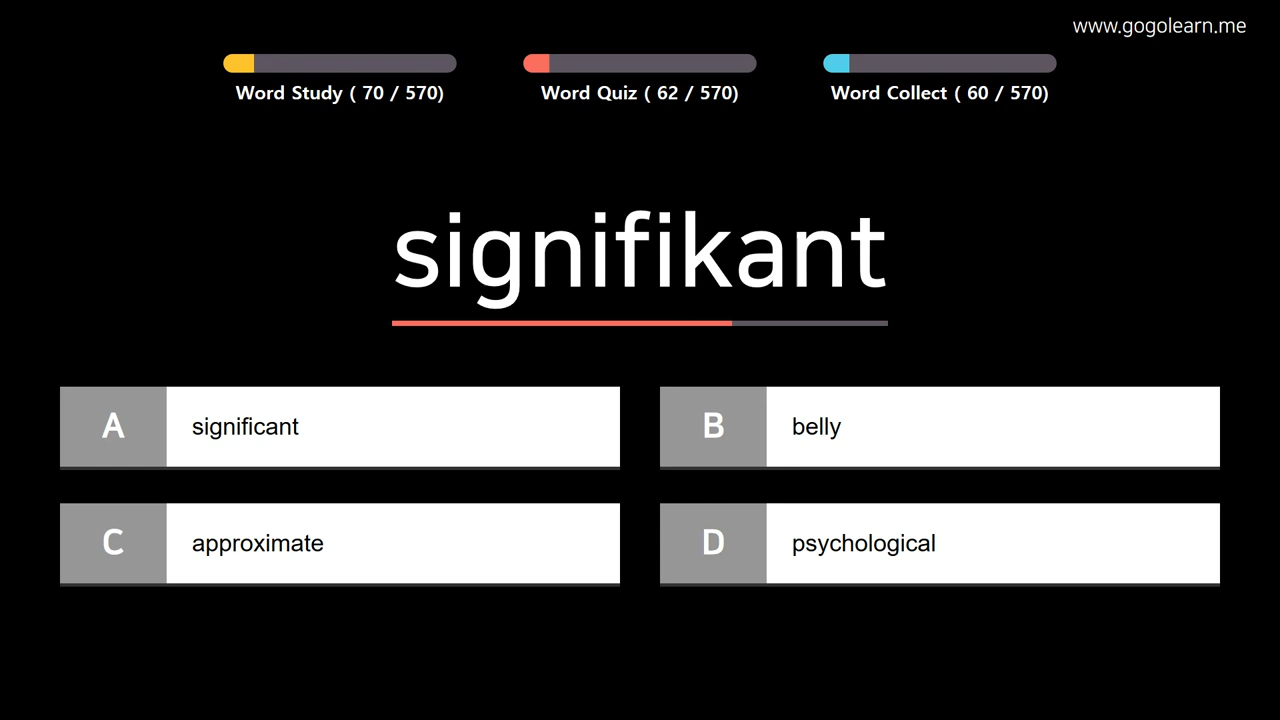 www.gogolearn.me
Word Study ( 70 / 570)
Word Quiz ( 62 / 570)
Word Collect ( 60 / 570)
signifikant
A significant
B belly
C approximate
D psychological